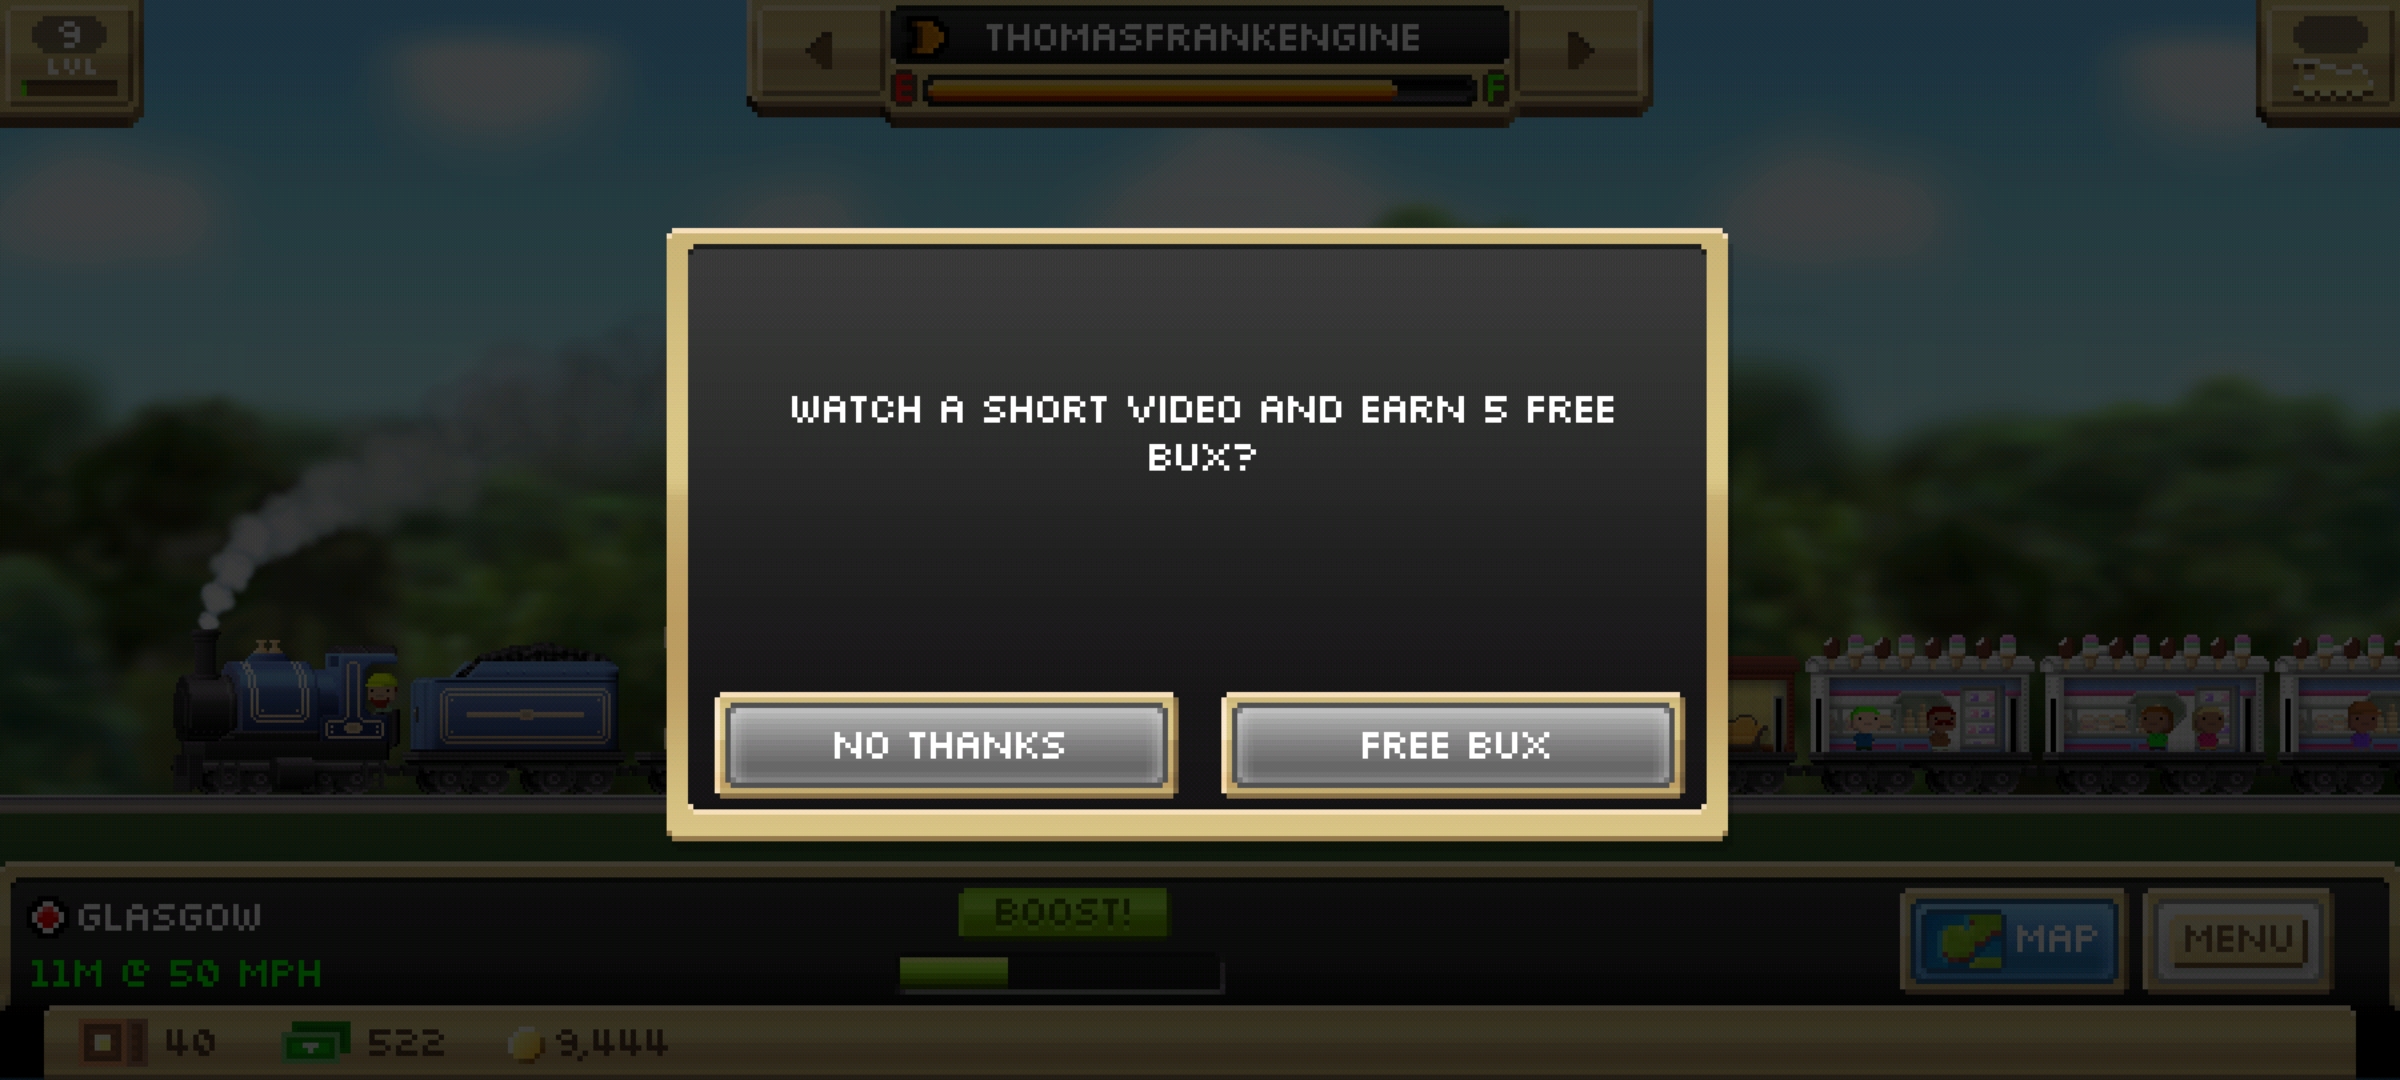 9
LVL
THOMASFRANKENGINE
E F
WATCH A SHORT VIDEO AND EARN 5 FREE
BUX?
NO THANKS
FREE BUX
GLASGOW
11M @ 50 MPH
BOOST!
MAP
MENU
40
522
9,444